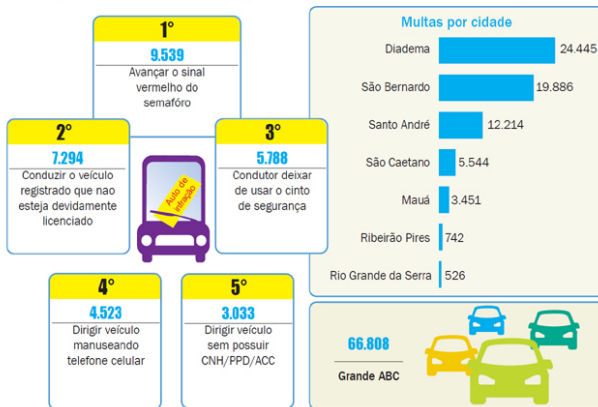 1°
9.539
Avançar o sinal
vermelho do
semafóro
2°
7.294
Conduzir o veículo
registrado que nao
esteja devidamente
licenciado
3°
5.788
Condutor deixar
de usar o cinto
de segurança
Auto de
infração
4°
4.523
Dirigir veículo
manuseando
telefone celular
5°
3.033
Dirigir veículo
sem possuir
CNH/PPD/ACC
Multas por cidade
Diadema 24.445
São Bernardo 19.886
Santo André 12.214
São Caetano 5.544
Mauá 3.451
Ribeirão Pires 742
Rio Grande da Serra 526
66.808
Grande ABC